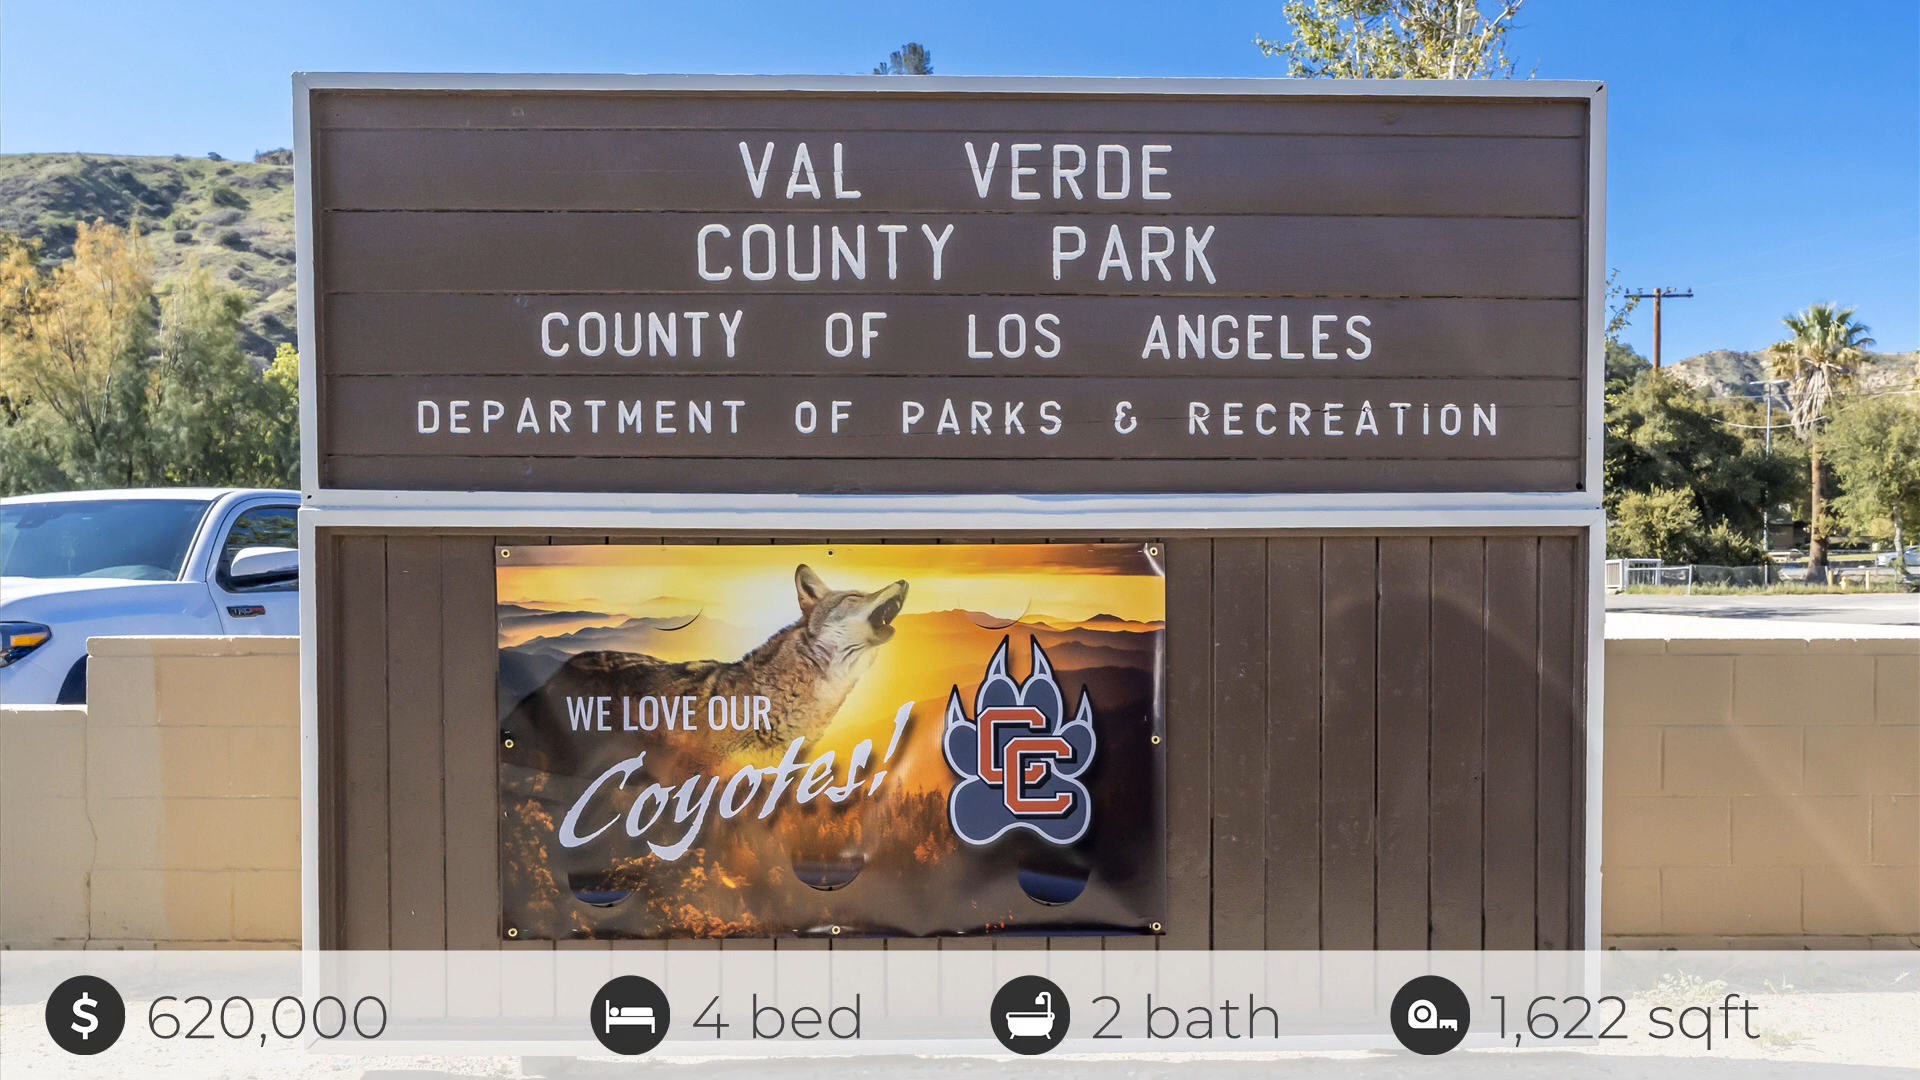 VAL VERDE
COUNTY PARK
COUNTY OF LOS ANGELES
DEPARTMENT OF PARKS & RECREATION
WE LOVE OUR
Coyotes!
CC
$ 620,000
4 bed
2 bath
1,622 sqft